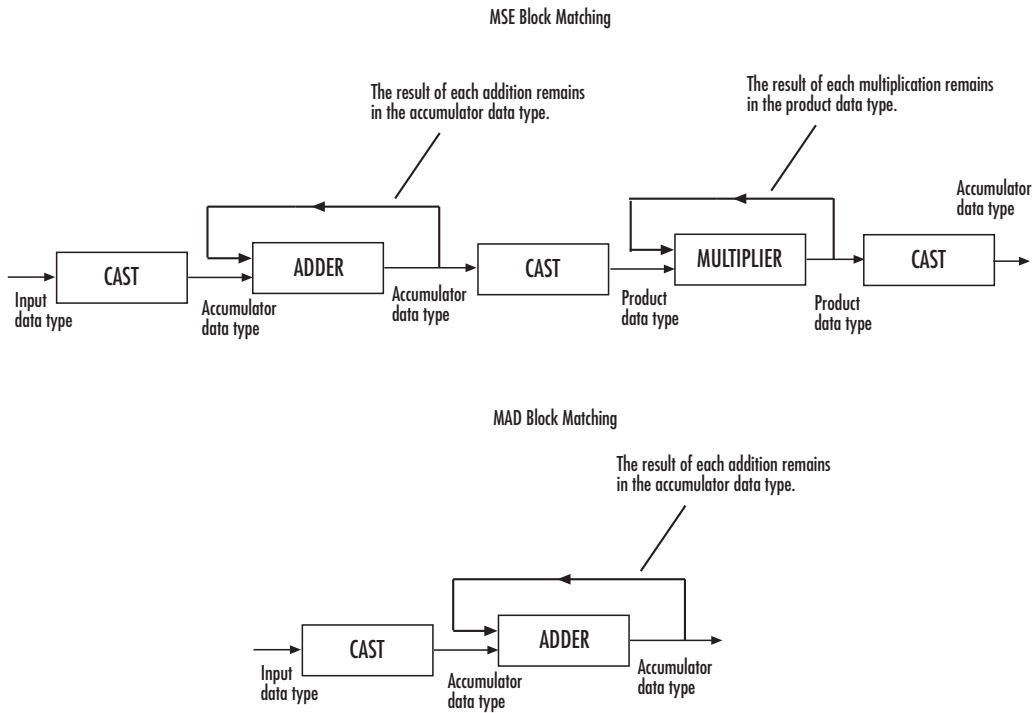 MSE Block Matching
The result of each addition remains
in the accumulator data type.
The result of each multiplication remains
in the product data type.
Accumulator
data type
CAST
ADDER
CAST
MULTIPLIER
CAST
Input
data type
Accumulator
data type
Accumulator
data type
Product
data type
Product
data type
MAD Block Matching
The result of each addition remains
in the accumulator data type.
CAST
ADDER
Input
data type
Accumulator
data type
Accumulator
data type